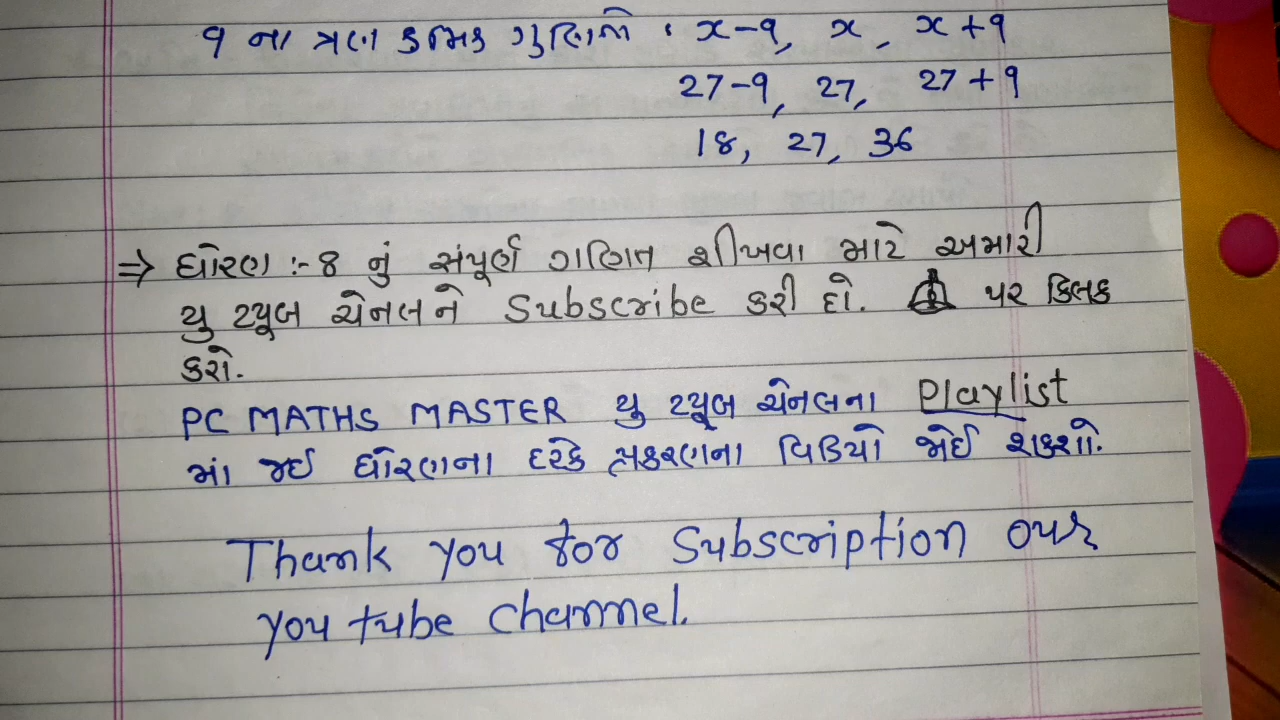 9 ના ત્રણ ક્રમિક ગુણિતો : x-9, x, x+9
27-9, 27, 27+9
18, 27, 36
⇒ ધોરણ :- 8 નું સંપૂર્ણ ગણિત શીખવા માટે અમારી
યુ ટ્યૂબ ચેનલને Subscribe કરી દો. 🔔 પર ક્લિક
કરો.
PC MATHS MASTER યુ ટ્યૂબ ચેનલના Playlist
માં જઈ ધોરણના દરેક પ્રકરણના વિડિયો જોઈ શકશો.
Thank you for Subscription our
you tube channel.